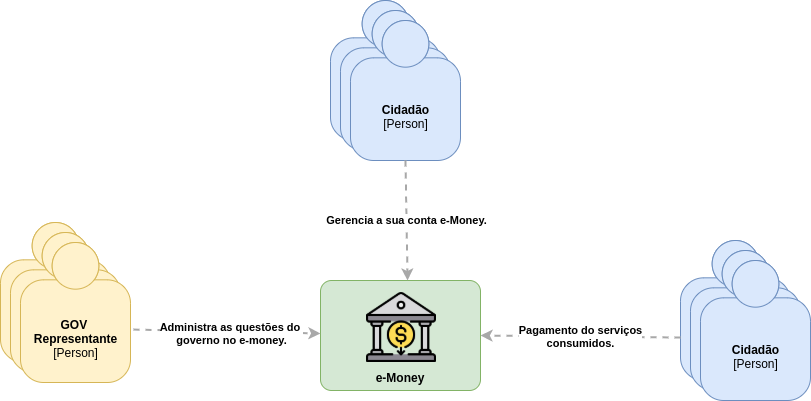 Cidadão
[Person]
Gerencia a sua conta e-Money.
GOV
Representante
[Person]
Administra as questões do
governo no e-money.
e-Money
Pagamento do serviços
consumidos.
Cidadão
[Person]